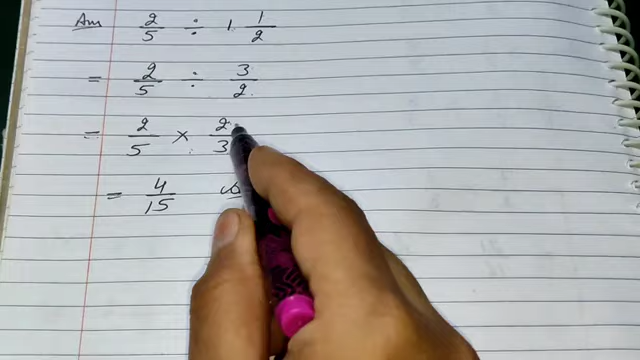 Ans 2/5 ÷ 1 1/2
= 2/5 ÷ 3/2
= 2/5 × 2/3
= 4/15